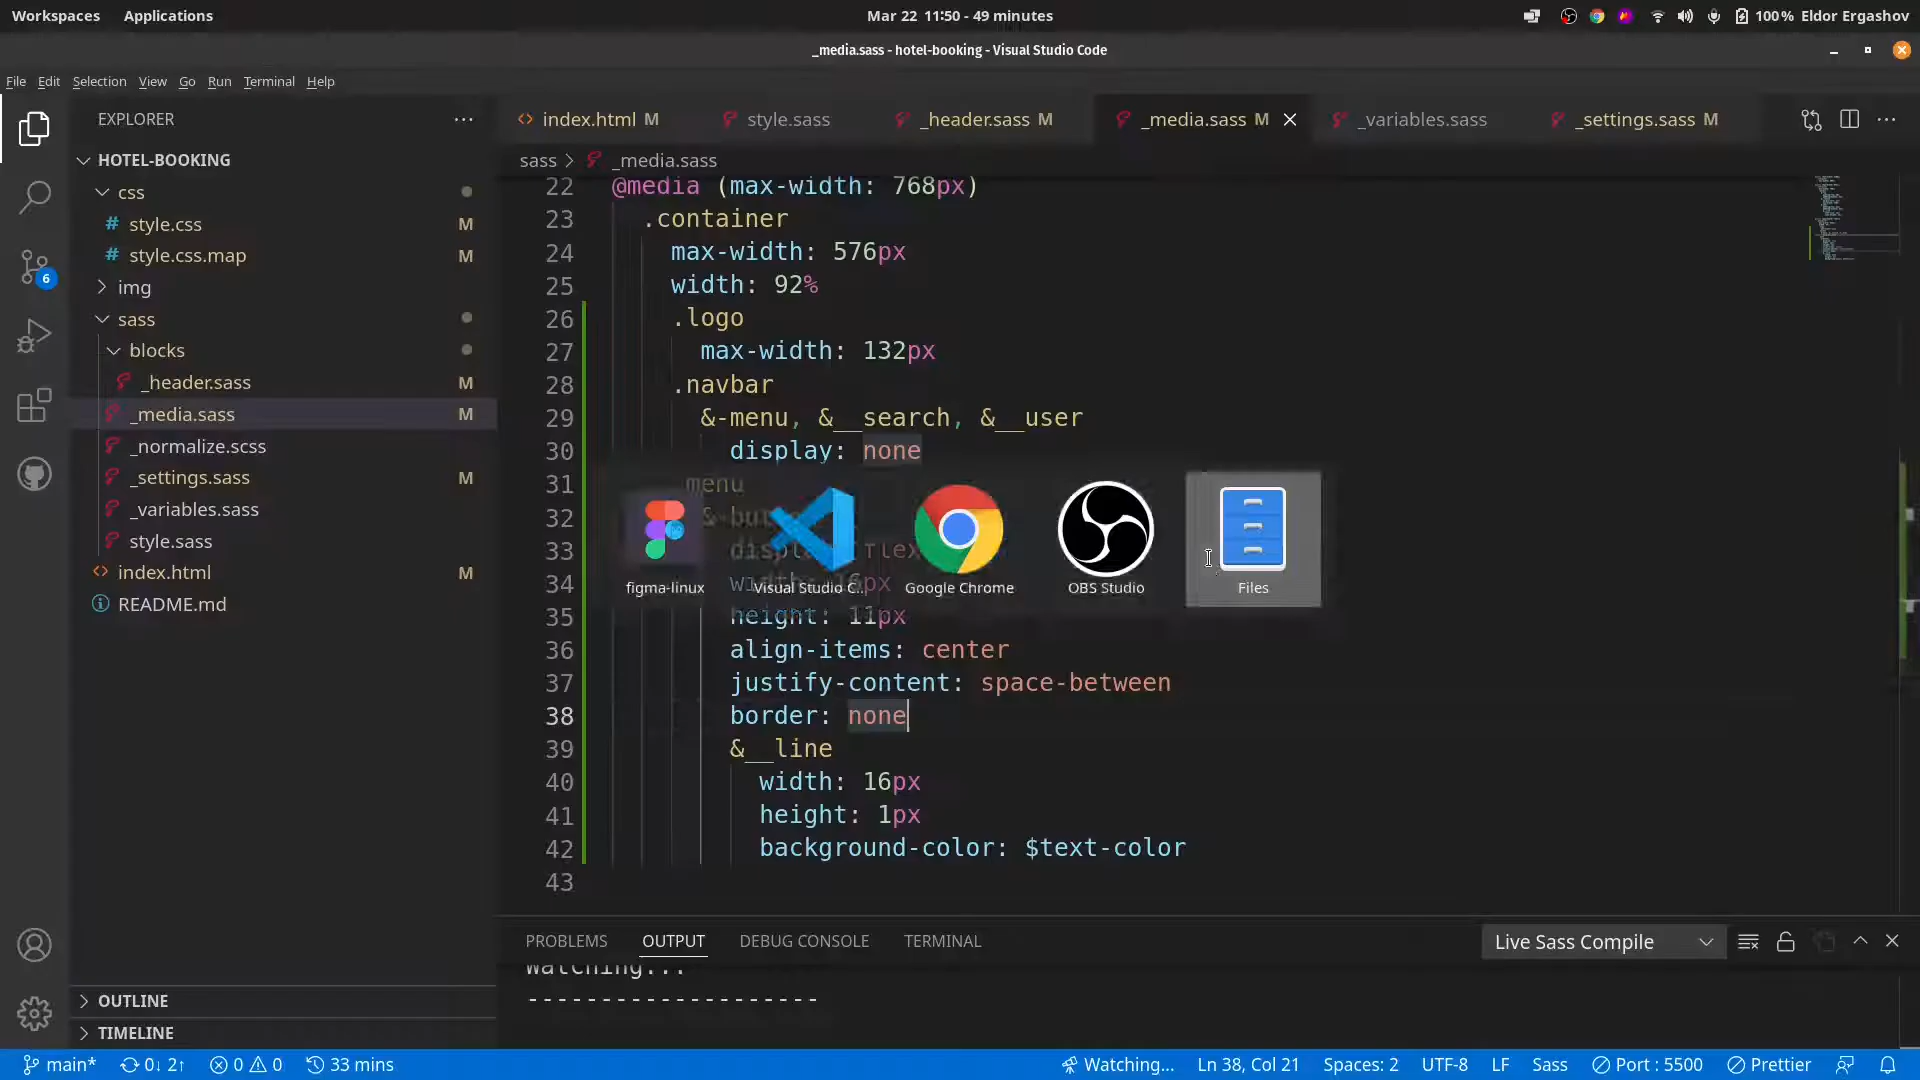 Workspaces Applications Mar 22 11:50 - 49 minutes 100% Eldor Ergashov
_media.sass - hotel-booking - Visual Studio Code
File Edit Selection View Go Run Terminal Help
EXPLORER
HOTEL-BOOKING
css
style.css M
style.css.map M
img
sass
blocks
_header.sass M
_media.sass M
_normalize.scss
_settings.sass M
_variables.sass
style.sass
index.html M
README.md
OUTLINE
TIMELINE
6
index.html M style.sass _header.sass M _media.sass M _variables.sass _settings.sass M
sass > _media.sass
22 @media (max-width: 768px)
23 .container
24 max-width: 576px
25 width: 92%
26 .logo
27 max-width: 132px
28 .navbar
29 &-menu, &__search, &__user
30 display: none
31 menu
32
33
34
35 height: 11px
36 align-items: center
37 justify-content: space-between
38 border: none
39 &__line
40 width: 16px
41 height: 1px
42 background-color: $text-color
43
figma-linux Visual Studio C... Google Chrome OBS Studio Files
PROBLEMS OUTPUT DEBUG CONSOLE TERMINAL Live Sass Compile
Watching...
--------------------
main* 0↓ 2↑ 0 0 33 mins Watching... Ln 38, Col 21 Spaces: 2 UTF-8 LF Sass Port : 5500 Prettier